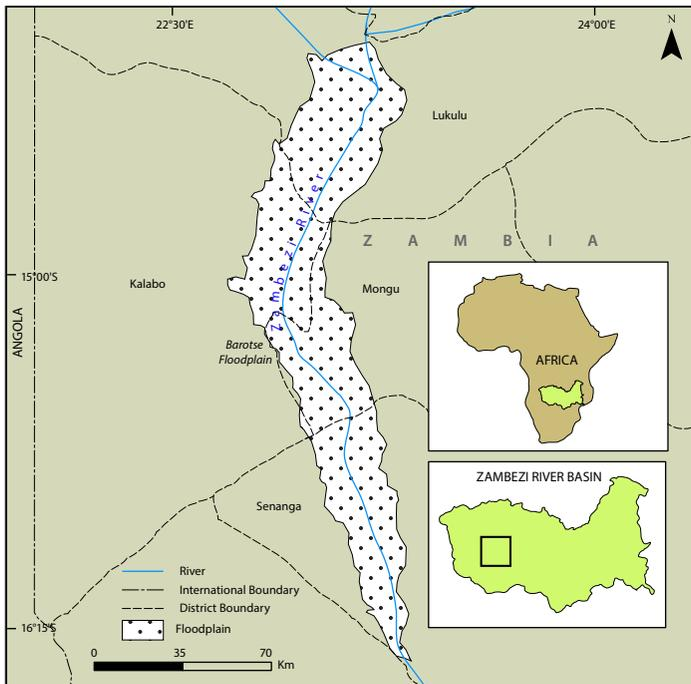 22°30'E
24°00'E
N
Lukulu
Zambezi River
ZAMBIA
15°00'S
Kalabo
Mongu
ANGOLA
Barotse
Floodplain
AFRICA
ZAMBEZI RIVER BASIN
Senanga
River
International Boundary
District Boundary
Floodplain
16°15'S
0 35 70
Km